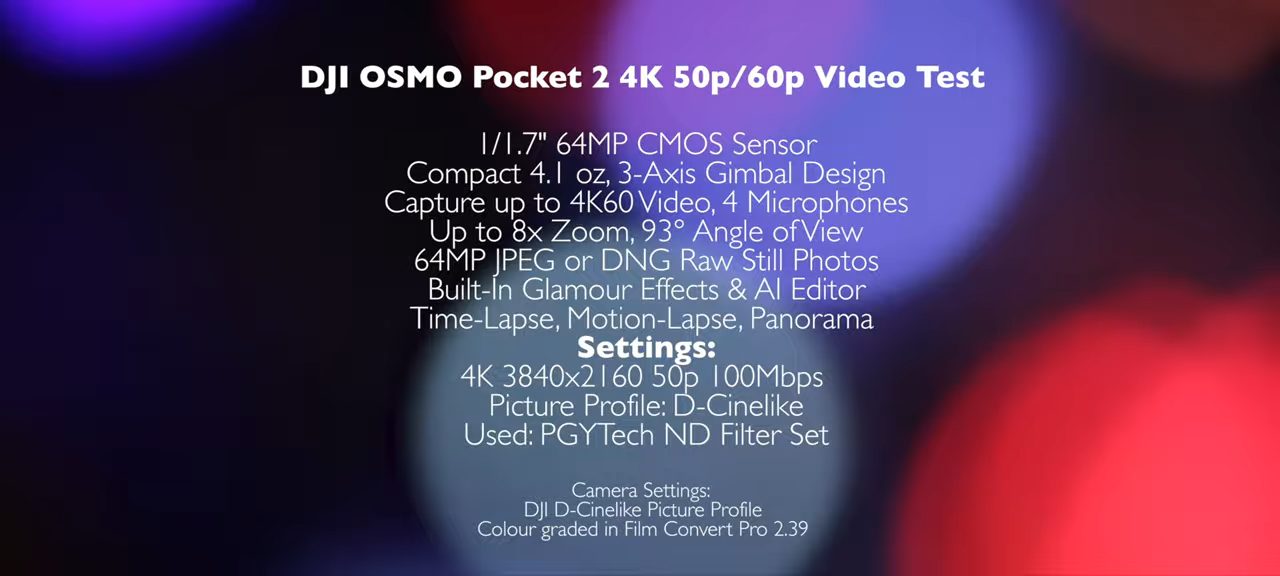 DJI OSMO Pocket 2 4K 50p/60p Video Test
1/1.7" 64MP CMOS Sensor
Compact 4.1 oz, 3-Axis Gimbal Design
Capture up to 4K60 Video, 4 Microphones
Up to 8x Zoom, 93° Angle of View
64MP JPEG or DNG Raw Still Photos
Built-In Glamour Effects & AI Editor
Time-Lapse, Motion-Lapse, Panorama
Settings:
4K 3840x2160 50p 100Mbps
Picture Profile: D-Cinelike
Used: PGYTech ND Filter Set
Camera Settings:
DJI D-Cinelike Picture Profile
Colour graded in Film Convert Pro 2.39